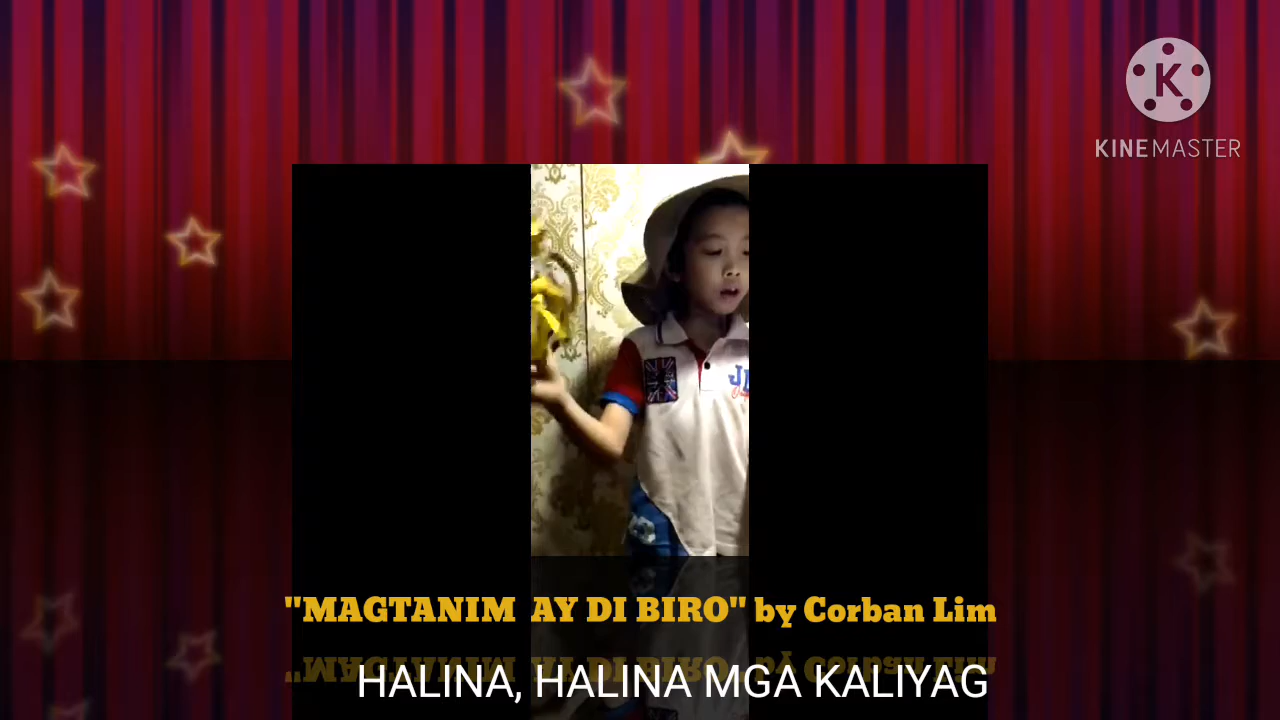 K
KINEMASTER
"MAGTANIM AY DI BIRO" by Corban Lim
HALINA, HALINA MGA KALIYAG